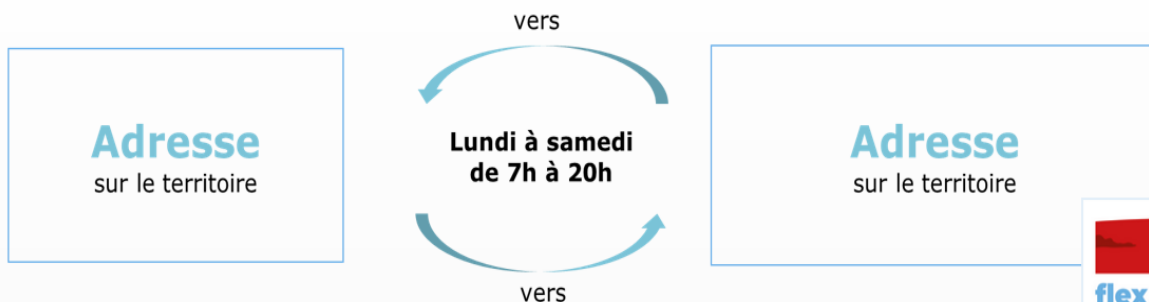 vers
Adresse
sur le territoire
Lundi à samedi
de 7h à 20h
Adresse
sur le territoire
vers
flex